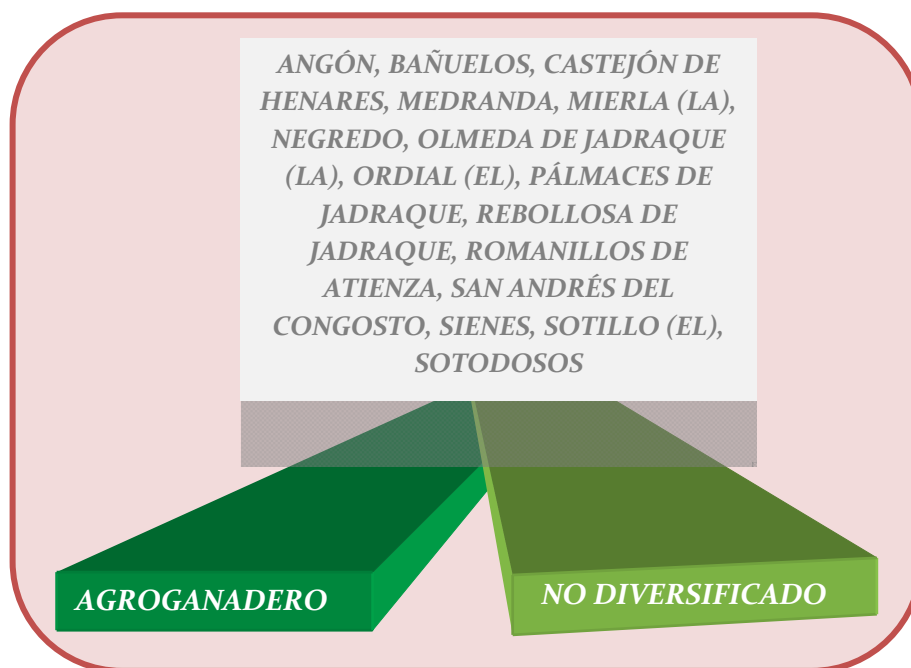 ANGÓN, BAÑUELOS, CASTEJÓN DE
HENARES, MEDRANDA, MIERLA (LA),
NEGREDO, OLMEDA DE JADRAQUE
(LA), ORDIAL (EL), PÁLMACES DE
JADRAQUE, REBOLLOSA DE
JADRAQUE, ROMANILLOS DE
ATIENZA, SAN ANDRÉS DEL
CONGOSTO, SIENES, SOTILLO (EL),
SOTODOSOS
AGROGANADERO
NO DIVERSIFICADO